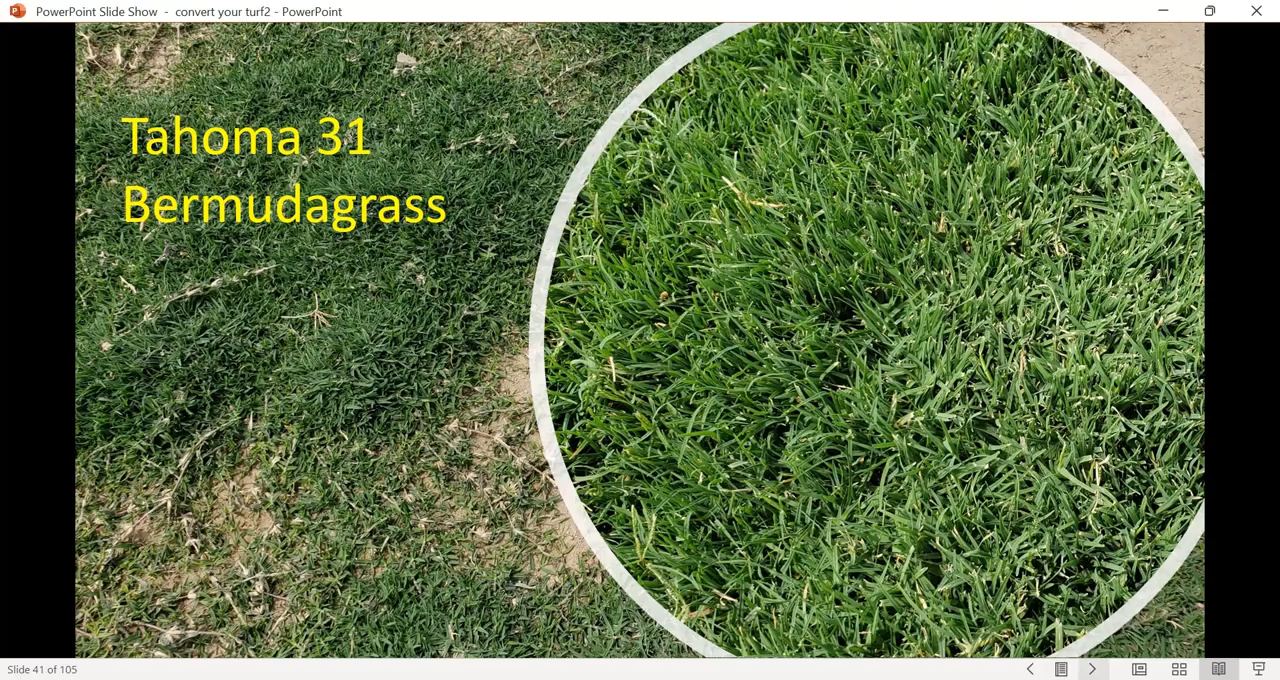 PowerPoint Slide Show - convert your turf2 - PowerPoint
Tahoma 31
Bermudagrass
Slide 41 of 105